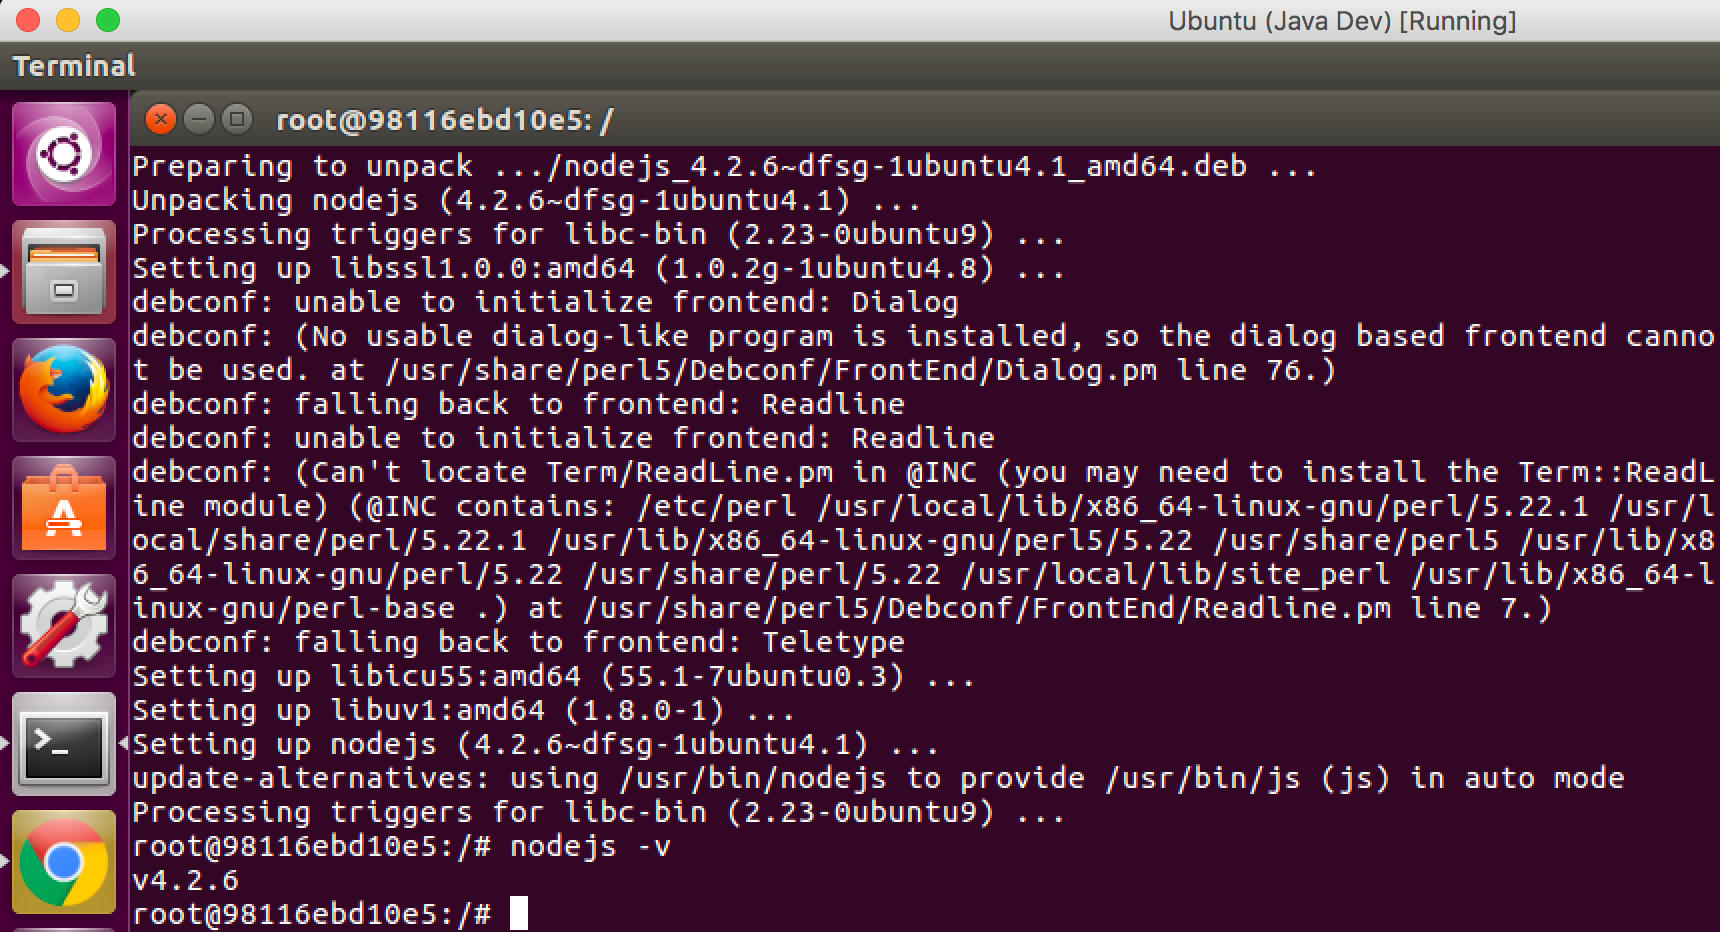 Ubuntu (Java Dev) [Running]
Terminal
root@98116ebd10e5: /
Preparing to unpack .../nodejs_4.2.6~dfsg-1ubuntu4.1_amd64.deb ...
Unpacking nodejs (4.2.6~dfsg-1ubuntu4.1) ...
Processing triggers for libc-bin (2.23-0ubuntu9) ...
Setting up libssl1.0.0:amd64 (1.0.2g-1ubuntu4.8) ...
debconf: unable to initialize frontend: Dialog
debconf: (No usable dialog-like program is installed, so the dialog based frontend canno
t be used. at /usr/share/perl5/Debconf/FrontEnd/Dialog.pm line 76.)
debconf: falling back to frontend: Readline
debconf: unable to initialize frontend: Readline
debconf: (Can't locate Term/ReadLine.pm in @INC (you may need to install the Term::ReadL
ine module) (@INC contains: /etc/perl /usr/local/lib/x86_64-linux-gnu/perl/5.22.1 /usr/l
ocal/share/perl/5.22.1 /usr/lib/x86_64-linux-gnu/perl5/5.22 /usr/share/perl5 /usr/lib/x8
6_64-linux-gnu/perl/5.22 /usr/share/perl/5.22 /usr/local/lib/site_perl /usr/lib/x86_64-l
inux-gnu/perl-base .) at /usr/share/perl5/Debconf/FrontEnd/Readline.pm line 7.)
debconf: falling back to frontend: Teletype
Setting up libicu55:amd64 (55.1-7ubuntu0.3) ...
Setting up libuv1:amd64 (1.8.0-1) ...
Setting up nodejs (4.2.6~dfsg-1ubuntu4.1) ...
update-alternatives: using /usr/bin/nodejs to provide /usr/bin/js (js) in auto mode
Processing triggers for libc-bin (2.23-0ubuntu9) ...
root@98116ebd10e5:/# nodejs -v
v4.2.6
root@98116ebd10e5:/#